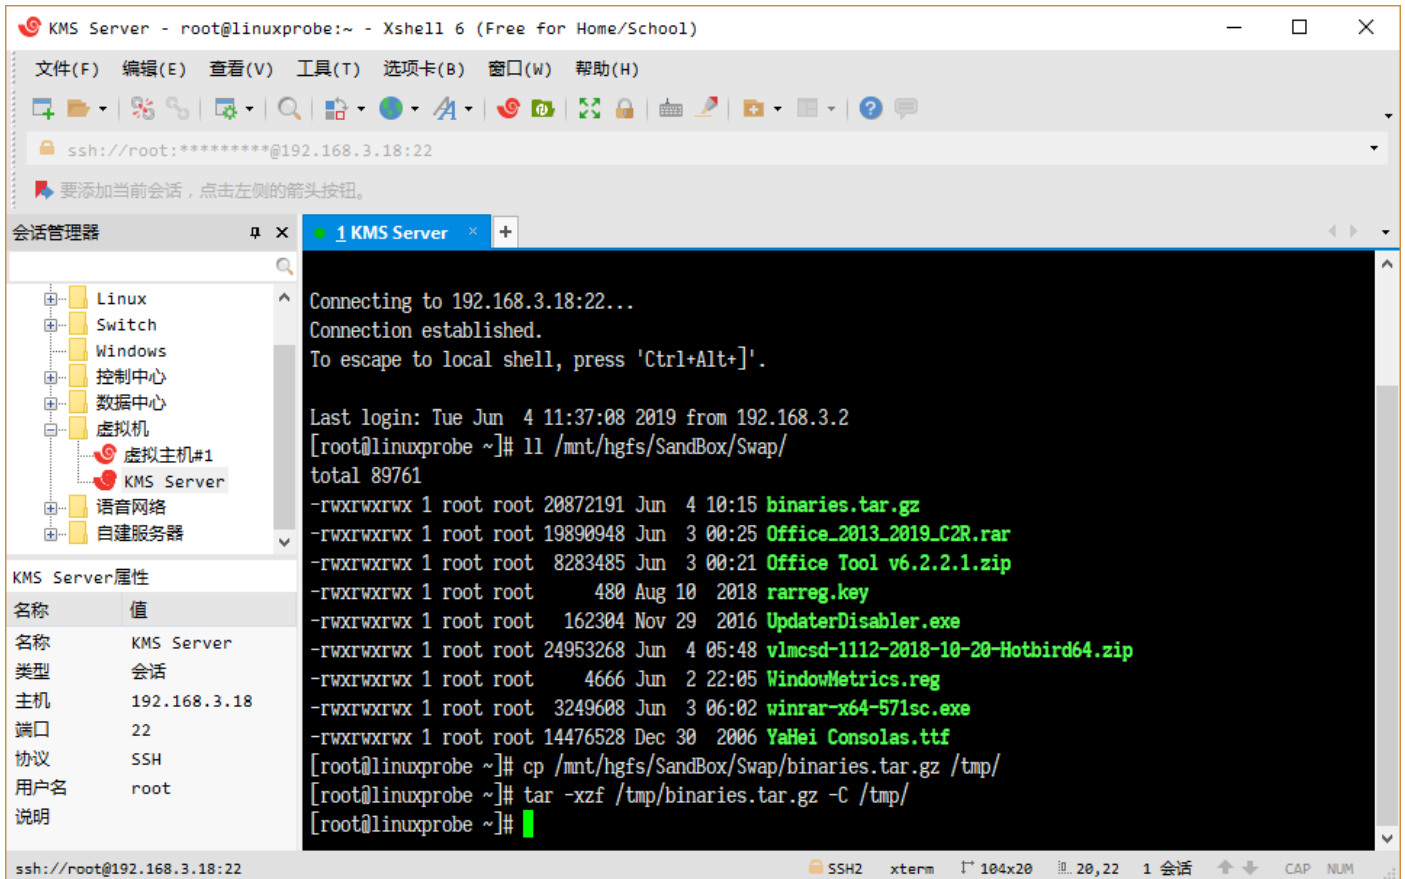 KMS Server - root@linuxprobe:~ - Xshell 6 (Free for Home/School)
文件(F) 编辑(E) 查看(V) 工具(T) 选项卡(B) 窗口(W) 帮助(H)
ssh://root:*********@192.168.3.18:22
要添加当前会话，点击左侧的箭头按钮。
会话管理器
1 KMS Server
Linux
Switch
Windows
控制中心
数据中心
虚拟机
虚拟主机#1
KMS Server
语音网络
自建服务器
KMS Server属性
名称 值
名称 KMS Server
类型 会话
主机 192.168.3.18
端口 22
协议 SSH
用户名 root
说明
Connecting to 192.168.3.18:22...
Connection established.
To escape to local shell, press 'Ctrl+Alt+]'.
Last login: Tue Jun  4 11:37:08 2019 from 192.168.3.2
[root@linuxprobe ~]# ll /mnt/hgfs/SandBox/Swap/
total 89761
-rwxrwxrwx 1 root root 20872191 Jun  4 10:15 binaries.tar.gz
-rwxrwxrwx 1 root root 19890948 Jun  3 00:25 Office_2013_2019_C2R.rar
-rwxrwxrwx 1 root root  8283485 Jun  3 00:21 Office Tool v6.2.2.1.zip
-rwxrwxrwx 1 root root      480 Aug 10  2018 rarreg.key
-rwxrwxrwx 1 root root   162304 Nov 29  2016 UpdaterDisabler.exe
-rwxrwxrwx 1 root root 24953268 Jun  4 05:48 vlmcsd-1112-2018-10-20-Hotbird64.zip
-rwxrwxrwx 1 root root     4666 Jun  2 22:05 WindowMetrics.reg
-rwxrwxrwx 1 root root  3249608 Jun  3 06:02 winrar-x64-571sc.exe
-rwxrwxrwx 1 root root 14476528 Dec 30  2006 YaHei Consolas.ttf
[root@linuxprobe ~]# cp /mnt/hgfs/SandBox/Swap/binaries.tar.gz /tmp/
[root@linuxprobe ~]# tar -xzf /tmp/binaries.tar.gz -C /tmp/
[root@linuxprobe ~]#
ssh://root@192.168.3.18:22 SSH2 xterm 104x20 20,22 1 会话 CAP NUM